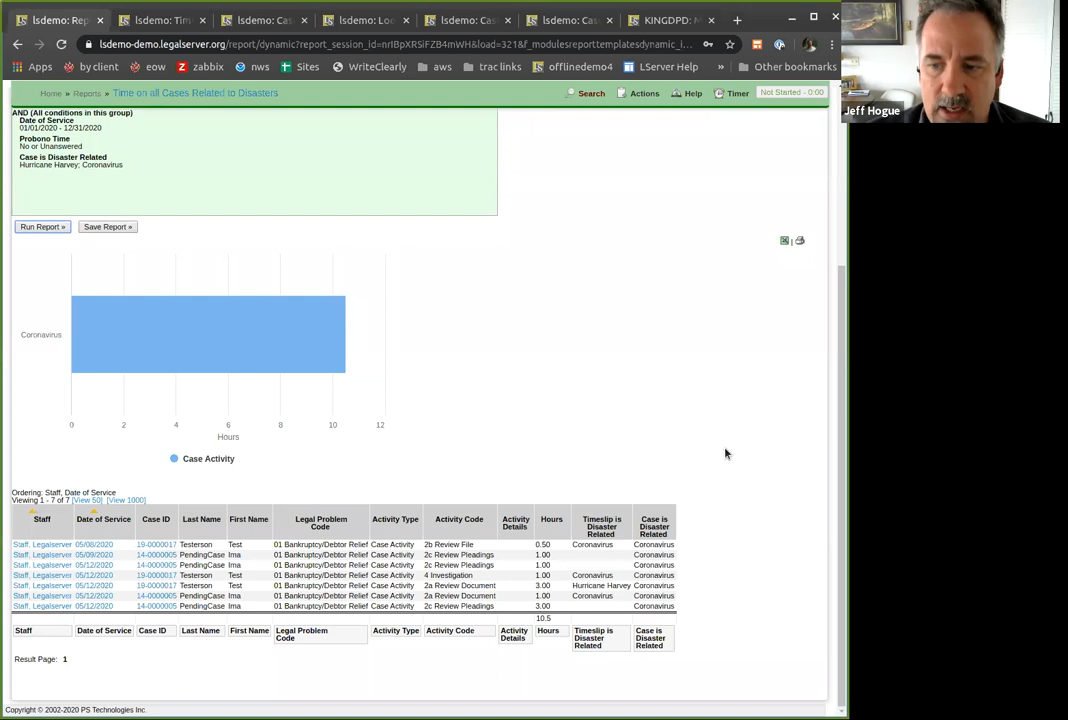 lsdemo: Rep
lsdemo: Tim
lsdemo: Cas
lsdemo: Loo
lsdemo: Cas
lsdemo: Cas
KINGDPD: M
lsdemo-demo.legalserver.org/report/dynamic?report_session_id=nrIBpXRSiFZB4mWH&load=321&f_modulesreporttemplatesdynamic_i...
Apps by client eow zabbix nws Sites WriteClearly aws trac links offlinedemo4 LServer Help » Other bookmarks
Home » Reports » Time on all Cases Related to Disasters Search Actions Help Timer Not Started - 0:00
Jeff Hogue
AND (All conditions in this group)
Date of Service
01/01/2020 - 12/31/2020
Probono Time
No or Unanswered
Case is Disaster Related
Hurricane Harvey; Coronavirus
Run Report » Save Report »
|
Coronavirus
0 2 4 6 8 10 12
Hours
Case Activity
Ordering: Staff, Date of Service
Viewing 1 - 7 of 7 [View 50] [View 1000]
Staff Date of Service Case ID Last Name First Name Legal Problem Code Activity Type Activity Code Activity Details Hours Timeslip is Disaster Related Case is Disaster Related
Staff, Legalserver 05/08/2020 19-0000017 Testerson Test 01 Bankruptcy/Debtor Relief Case Activity 2b Review File 0.50 Coronavirus Coronavirus
Staff, Legalserver 05/09/2020 14-0000005 PendingCase Ima 01 Bankruptcy/Debtor Relief Case Activity 2c Review Pleadings 1.00 Coronavirus
Staff, Legalserver 05/12/2020 14-0000005 PendingCase Ima 01 Bankruptcy/Debtor Relief Case Activity 2c Review Pleadings 1.00 Coronavirus
Staff, Legalserver 05/12/2020 19-0000017 Testerson Test 01 Bankruptcy/Debtor Relief Case Activity 4 Investigation 1.00 Coronavirus Coronavirus
Staff, Legalserver 05/12/2020 19-0000017 Testerson Test 01 Bankruptcy/Debtor Relief Case Activity 2a Review Document 3.00 Hurricane Harvey Coronavirus
Staff, Legalserver 05/12/2020 14-0000005 PendingCase Ima 01 Bankruptcy/Debtor Relief Case Activity 2a Review Document 1.00 Coronavirus Coronavirus
Staff, Legalserver 05/12/2020 14-0000005 PendingCase Ima 01 Bankruptcy/Debtor Relief Case Activity 2c Review Pleadings 3.00 Coronavirus
10.5
Staff Date of Service Case ID Last Name First Name Legal Problem Code Activity Type Activity Code Activity Details Hours Timeslip is Disaster Related Case is Disaster Related
Result Page: 1
Copyright © 2002-2020 PS Technologies Inc.